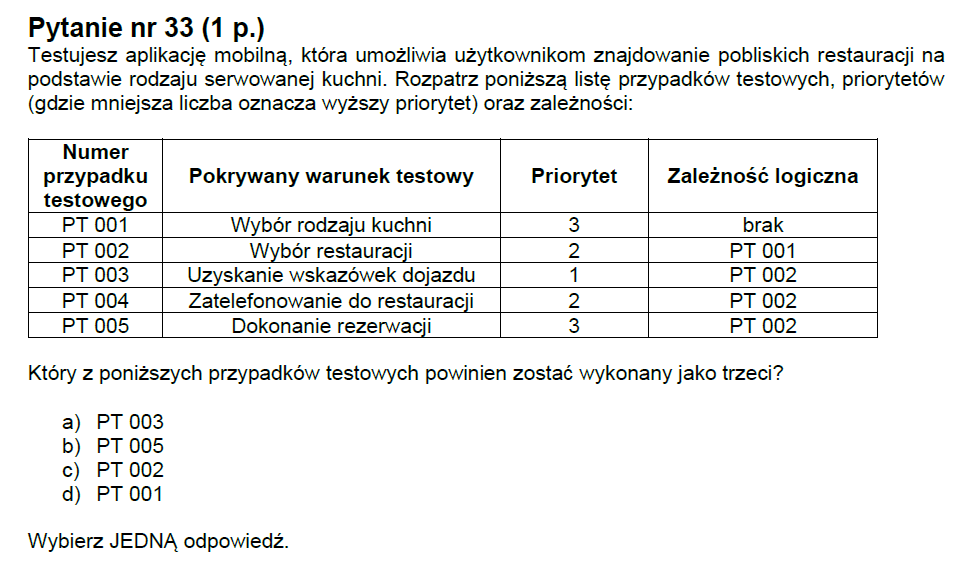 Pytanie nr 33 (1 p.)
Testujesz aplikację mobilną, która umożliwia użytkownikom znajdowanie pobliskich restauracji na
podstawie rodzaju serwowanej kuchni. Rozpatrz poniższą listę przypadków testowych, priorytetów
(gdzie mniejsza liczba oznacza wyższy priorytet) oraz zależności:
Numer przypadku testowego Pokrywany warunek testowy Priorytet Zależność logiczna
PT 001 Wybór rodzaju kuchni 3 brak
PT 002 Wybór restauracji 2 PT 001
PT 003 Uzyskanie wskazówek dojazdu 1 PT 002
PT 004 Zatelefonowanie do restauracji 2 PT 002
PT 005 Dokonanie rezerwacji 3 PT 002
Który z poniższych przypadków testowych powinien zostać wykonany jako trzeci?
a) PT 003
b) PT 005
c) PT 002
d) PT 001
Wybierz JEDNĄ odpowiedź.